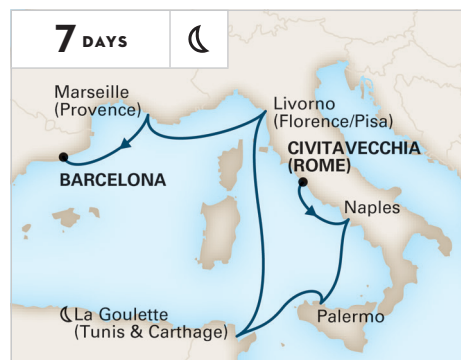 7 DAYS
Marseille
(Provence)
Livorno
(Florence/Pisa)
CIVITAVECCHIA
(ROME)
BARCELONA
Naples
La Goulette
(Tunis & Carthage)
Palermo